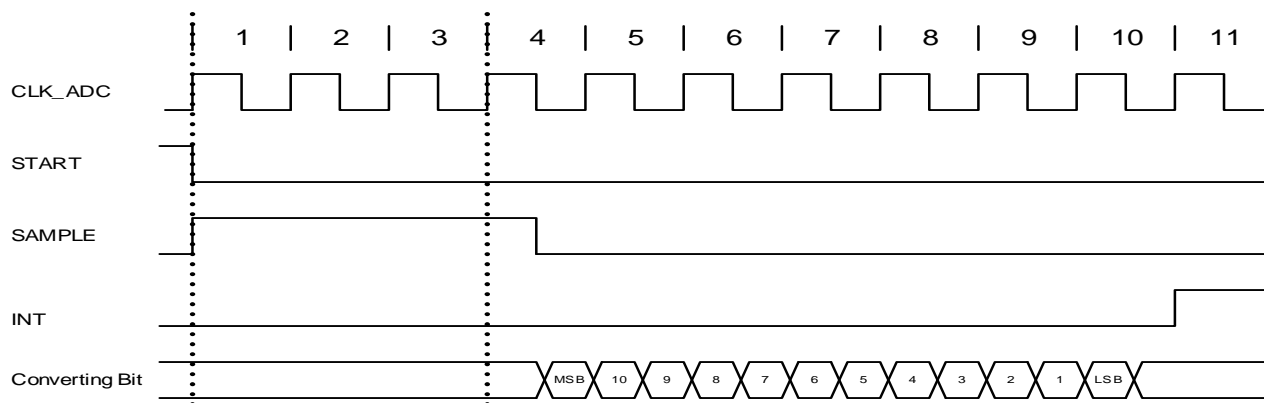 1 2 3 4 5 6 7 8 9 10 11
CLK_ADC
START
SAMPLE
INT
Converting Bit MSB 10 9 8 7 6 5 4 3 2 1 LSB